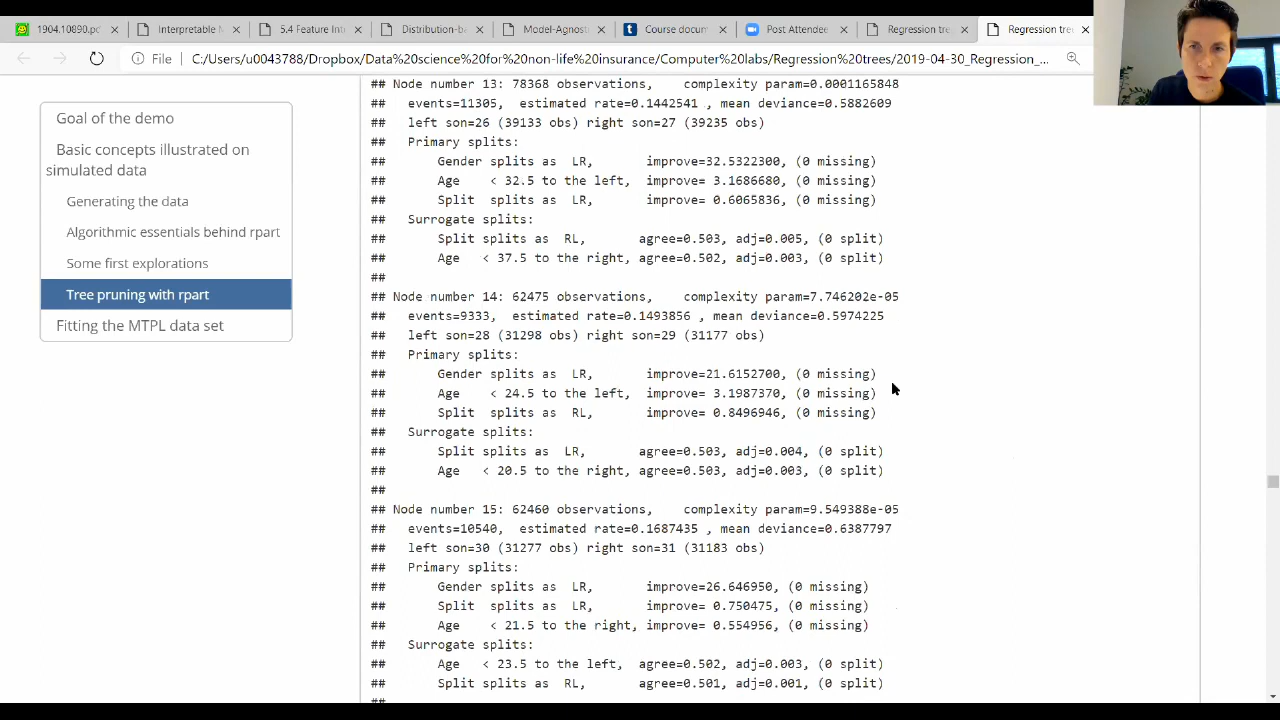 1904.10890.pd
Interpretable M
5.4 Feature Int
Distribution-ba
Model-Agnost
Course docum
Post Attendee
Regression tre
Regression tre
File
C:/Users/u0043788/Dropbox/Data%20science%20for%20non-life%20insurance/Computer%20labs/Regression%20trees/2019-04-30_Regression_...
Goal of the demo
Basic concepts illustrated on
simulated data
Generating the data
Algorithmic essentials behind rpart
Some first explorations
Tree pruning with rpart
Fitting the MTPL data set
## Node number 13: 78368 observations,    complexity param=0.0001165848
##   events=11305,  estimated rate=0.1442541 , mean deviance=0.5882609
##   left son=26 (39133 obs) right son=27 (39235 obs)
##   Primary splits:
##       Gender splits as  LR,       improve=32.5322300, (0 missing)
##       Age    < 32.5 to the left,  improve= 3.1686680, (0 missing)
##       Split  splits as  LR,       improve= 0.6065836, (0 missing)
##   Surrogate splits:
##       Split splits as  RL,       agree=0.503, adj=0.005, (0 split)
##       Age   < 37.5 to the right, agree=0.502, adj=0.003, (0 split)
##
## Node number 14: 62475 observations,    complexity param=7.746202e-05
##   events=9333,  estimated rate=0.1493856 , mean deviance=0.5974225
##   left son=28 (31298 obs) right son=29 (31177 obs)
##   Primary splits:
##       Gender splits as  LR,       improve=21.6152700, (0 missing)
##       Age    < 24.5 to the left,  improve= 3.1987370, (0 missing)
##       Split  splits as  RL,       improve= 0.8496946, (0 missing)
##   Surrogate splits:
##       Split splits as  LR,       agree=0.503, adj=0.004, (0 split)
##       Age   < 20.5 to the right, agree=0.503, adj=0.003, (0 split)
##
## Node number 15: 62460 observations,    complexity param=9.549388e-05
##   events=10540,  estimated rate=0.1687435 , mean deviance=0.6387797
##   left son=30 (31277 obs) right son=31 (31183 obs)
##   Primary splits:
##       Gender splits as  LR,       improve=26.646950, (0 missing)
##       Split  splits as  LR,       improve= 0.750475, (0 missing)
##       Age    < 21.5 to the right, improve= 0.554956, (0 missing)
##   Surrogate splits:
##       Age   < 23.5 to the left,  agree=0.502, adj=0.003, (0 split)
##       Split splits as  RL,       agree=0.501, adj=0.001, (0 split)
##